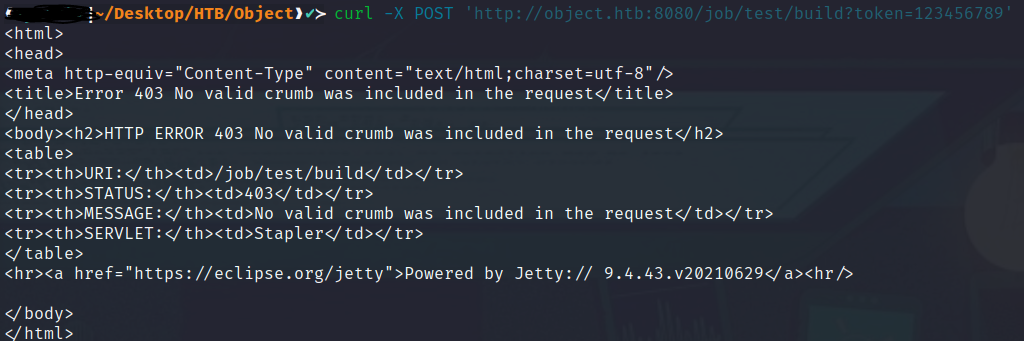 ~/Desktop/HTB/Object❩✔≻ curl -X POST 'http://object.htb:8080/job/test/build?token=123456789'
<html>
<head>
<meta http-equiv="Content-Type" content="text/html;charset=utf-8"/>
<title>Error 403 No valid crumb was included in the request</title>
</head>
<body><h2>HTTP ERROR 403 No valid crumb was included in the request</h2>
<table>
<tr><th>URI:</th><td>/job/test/build</td></tr>
<tr><th>STATUS:</th><td>403</td></tr>
<tr><th>MESSAGE:</th><td>No valid crumb was included in the request</td></tr>
<tr><th>SERVLET:</th><td>Stapler</td></tr>
</table>
<hr><a href="https://eclipse.org/jetty">Powered by Jetty:// 9.4.43.v20210629</a><hr/>

</body>
</html>